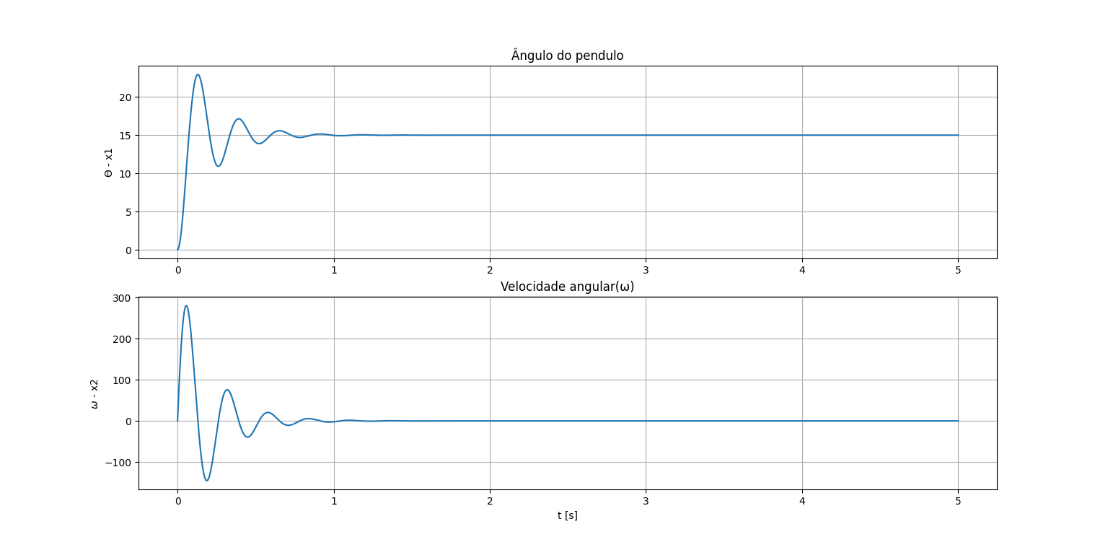 Ângulo do pendulo
Θ - x1
20
15
10
5
0
0 1 2 3 4 5
Velocidade angular(ω)
ω - x2
300
200
100
0
−100
0 1 2 3 4 5
t [s]